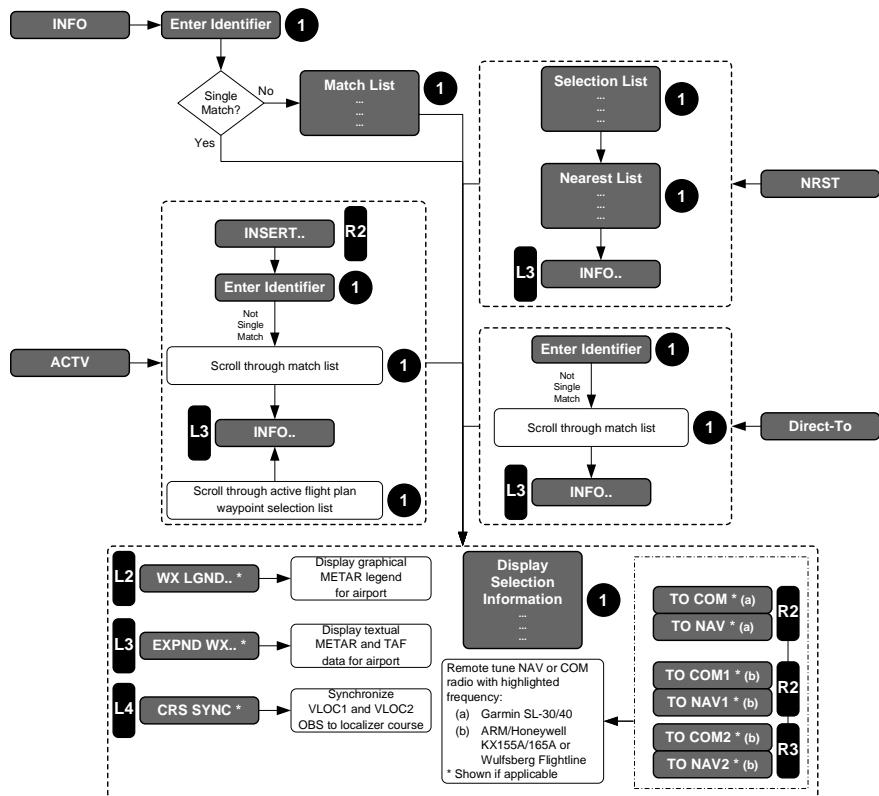 INFO
Enter Identifier
1
Single
Match?
No
Yes
Match List
...
...
...
1
Selection List
...
...
...
1
Nearest List
...
...
...
1
L3
INFO..
NRST
INSERT..
R2
Enter Identifier
1
Not
Single
Match
ACTV
Scroll through match list
1
L3
INFO..
Scroll through active flight plan
waypoint selection list
1
Enter Identifier
1
Not
Single
Match
Scroll through match list
1
Direct-To
L3
INFO..
L2
WX LGND.. *
Display graphical
METAR legend
for airport
L3
EXPND WX.. *
Display textual
METAR and TAF
data for airport
L4
CRS SYNC *
Synchronize
VLOC1 and VLOC2
OBS to localizer course
Display
Selection
Information
...
...
...
1
Remote tune NAV or COM
radio with highlighted
frequency:
(a) Garmin SL-30/40
(b) ARM/Honeywell
KX155A/165A or
Wulfsberg Flightline
* Shown if applicable
TO COM * (a)
TO NAV * (a)
R2
TO COM1 * (b)
TO NAV1 * (b)
R2
TO COM2 * (b)
TO NAV2 * (b)
R3